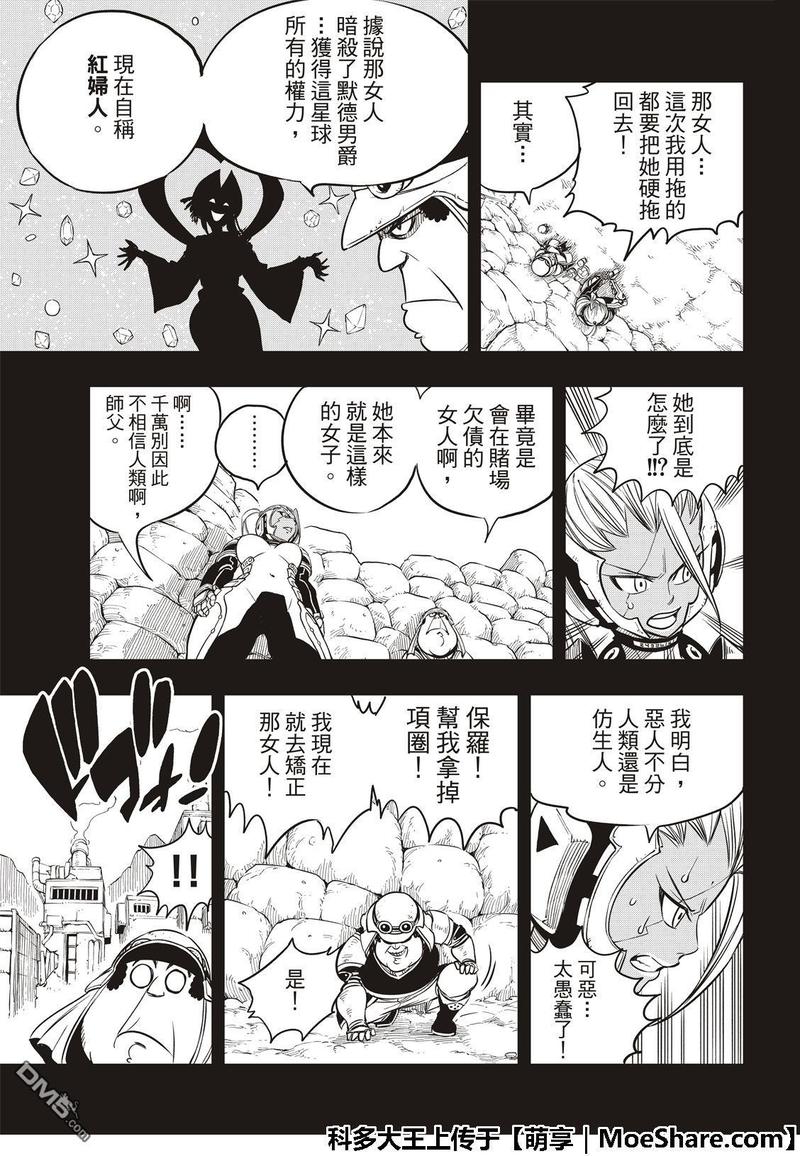 那女人…
這次我用拖的
都要把她硬拖
回去！
其實…
據說那女人
暗殺了默德男爵
…獲得這星球
所有的權力，
現在自稱
紅婦人。
她到底是
怎麼了!!?
畢竟是
會在賭場
欠債的
女人啊，
她本來
就是這樣
的女子。
………
啊……
千萬別因此
不相信人類啊，
師父。
我明白，
惡人不分
人類還是
仿生人。
可惡…
太愚蠢了！
保羅！
幫我拿掉
項圈！
我現在
就去矯正
那女人！
是！
!!
DM5.COM
科多大王上传于【萌享】|MoeShare.com】